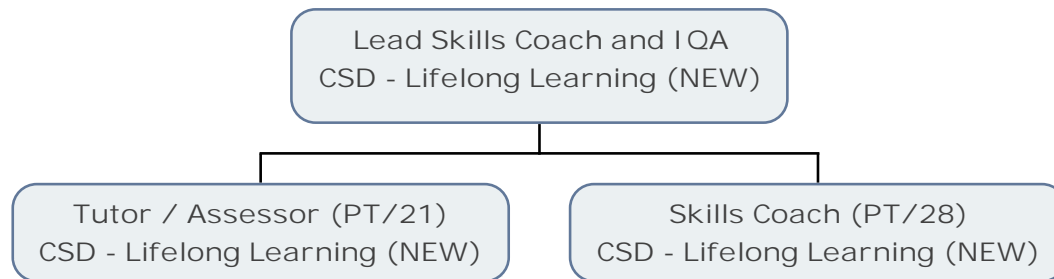 Lead Skills Coach and IQA
CSD - Lifelong Learning (NEW)
Tutor / Assessor (PT/21)
CSD - Lifelong Learning (NEW)
Skills Coach (PT/28)
CSD - Lifelong Learning (NEW)